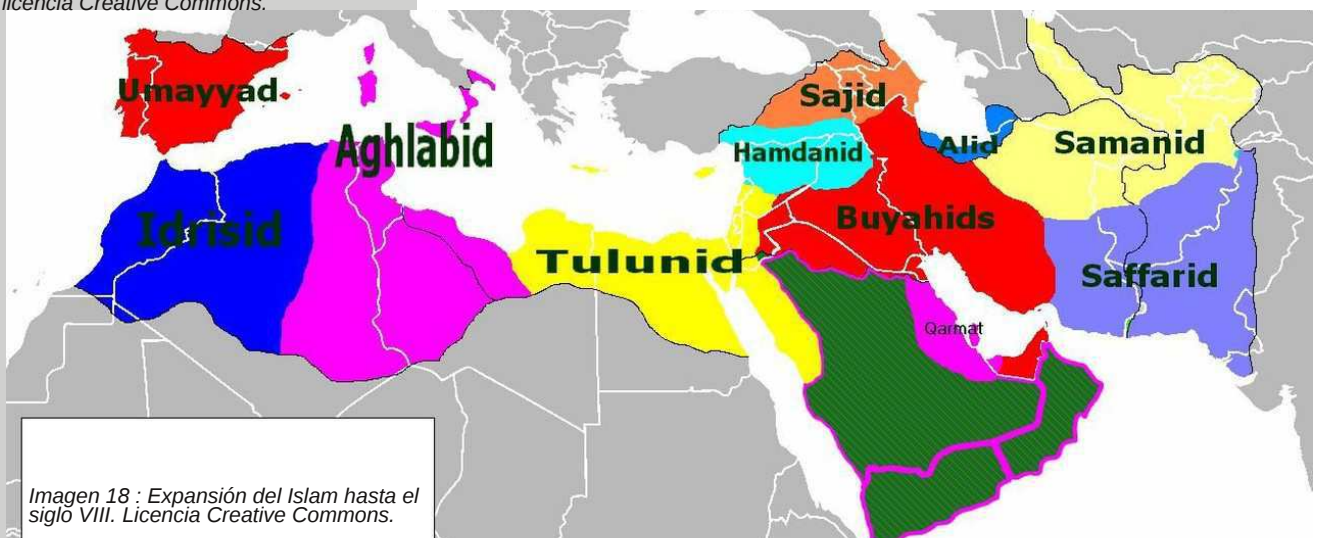 licencia Creative Commons.
Umayyad
Sajid
Aghlabid
Hamdanid
Alid
Samanid
Idrisid
Buyahids
Tulunid
Saffarid
Qarmat
Imagen 18 : Expansión del Islam hasta el
siglo VIII. Licencia Creative Commons.